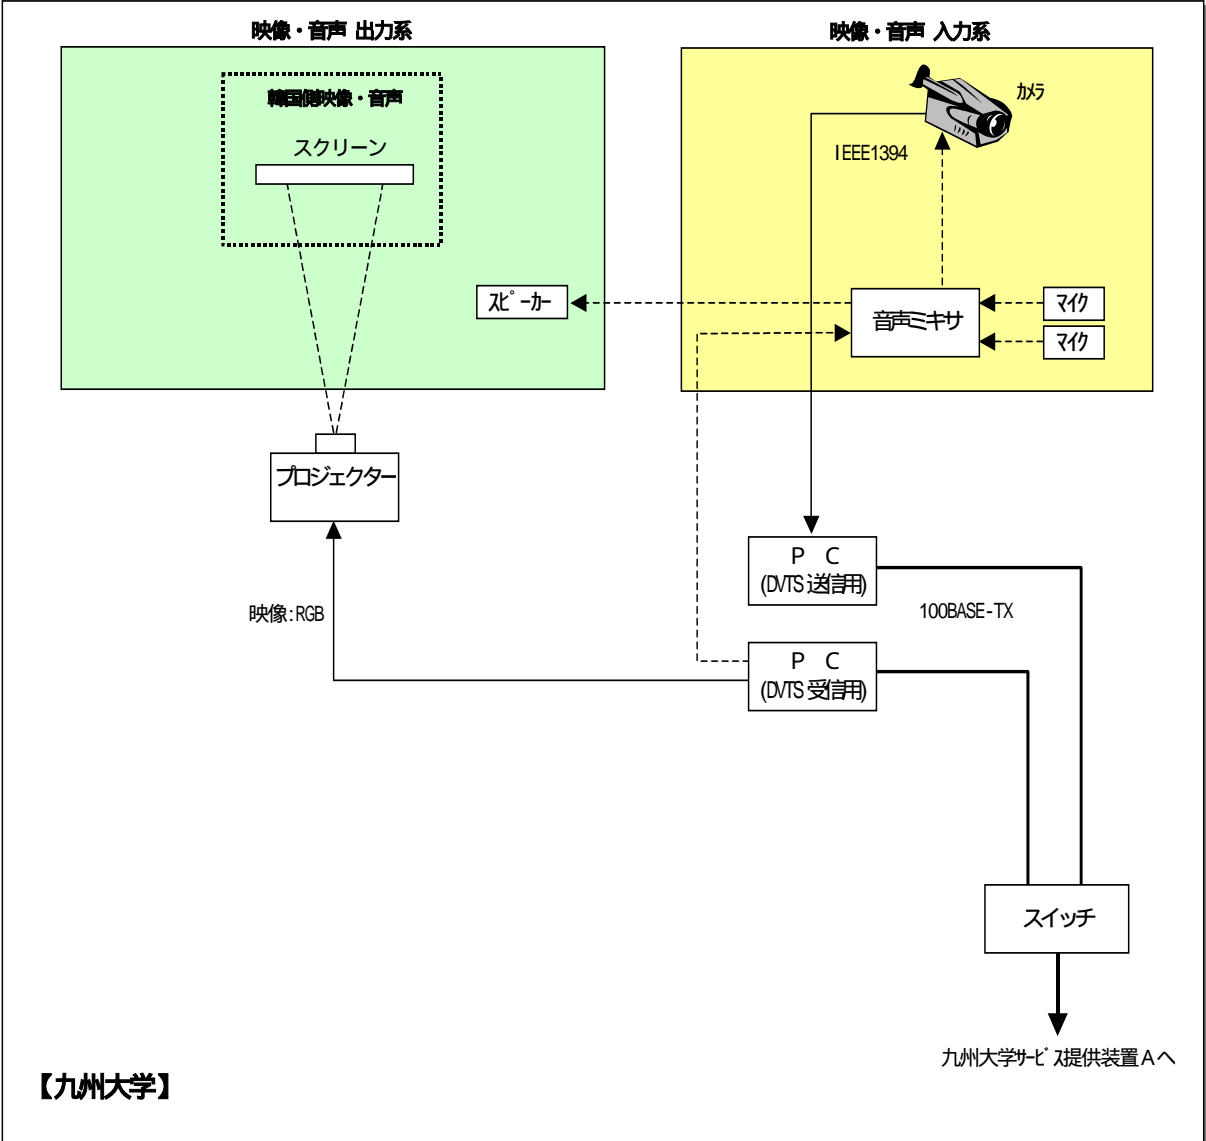 映像・音声 出力系
映像・音声 入力系
韓国側映像・音声
スクリーン
カメラ
IEEE1394
スピーカー
音声ミキサ
マイク
マイク
プロジェクター
P C
(DVTS送信用)
映像:RGB
100BASE-TX
P C
(DVTS受信用)
スイッチ
九州大学サービス提供装置Aへ
【九州大学】